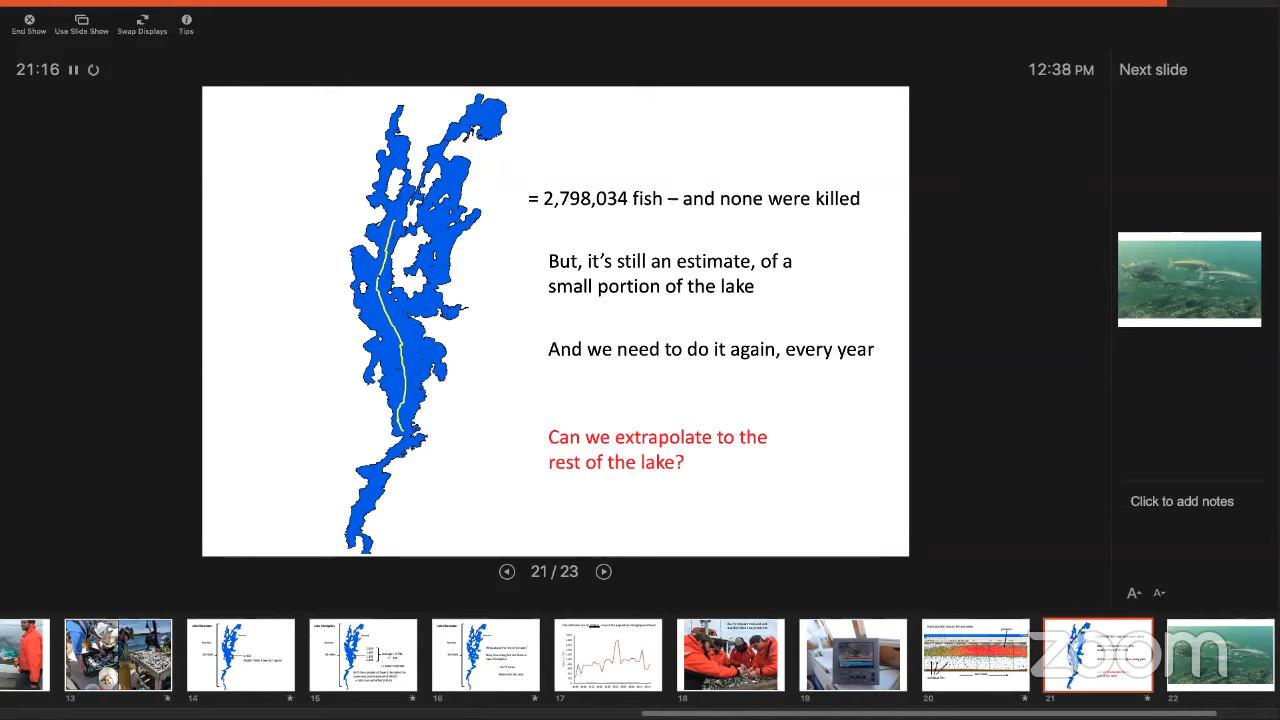 End Show
Use Slide Show
Swap Displays
Tips
21:16
12:38 PM
Next slide
= 2,798,034 fish – and none were killed
But, it's still an estimate, of a
small portion of the lake
And we need to do it again, every year
Can we extrapolate to the
rest of the lake?
Click to add notes
A
A
21 / 23
zoom
13
14
15
16
17
18
19
20
21
22